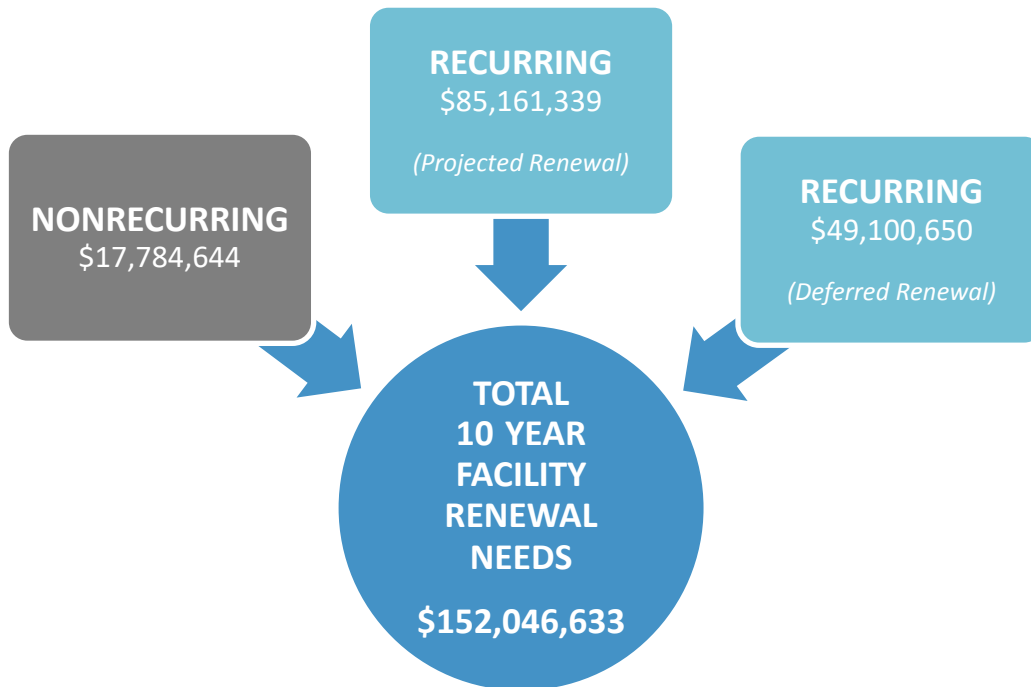 RECURRING
$85,161,339
(Projected Renewal)
NONRECURRING
$17,784,644
RECURRING
$49,100,650
(Deferred Renewal)
TOTAL
10 YEAR
FACILITY
RENEWAL
NEEDS
$152,046,633